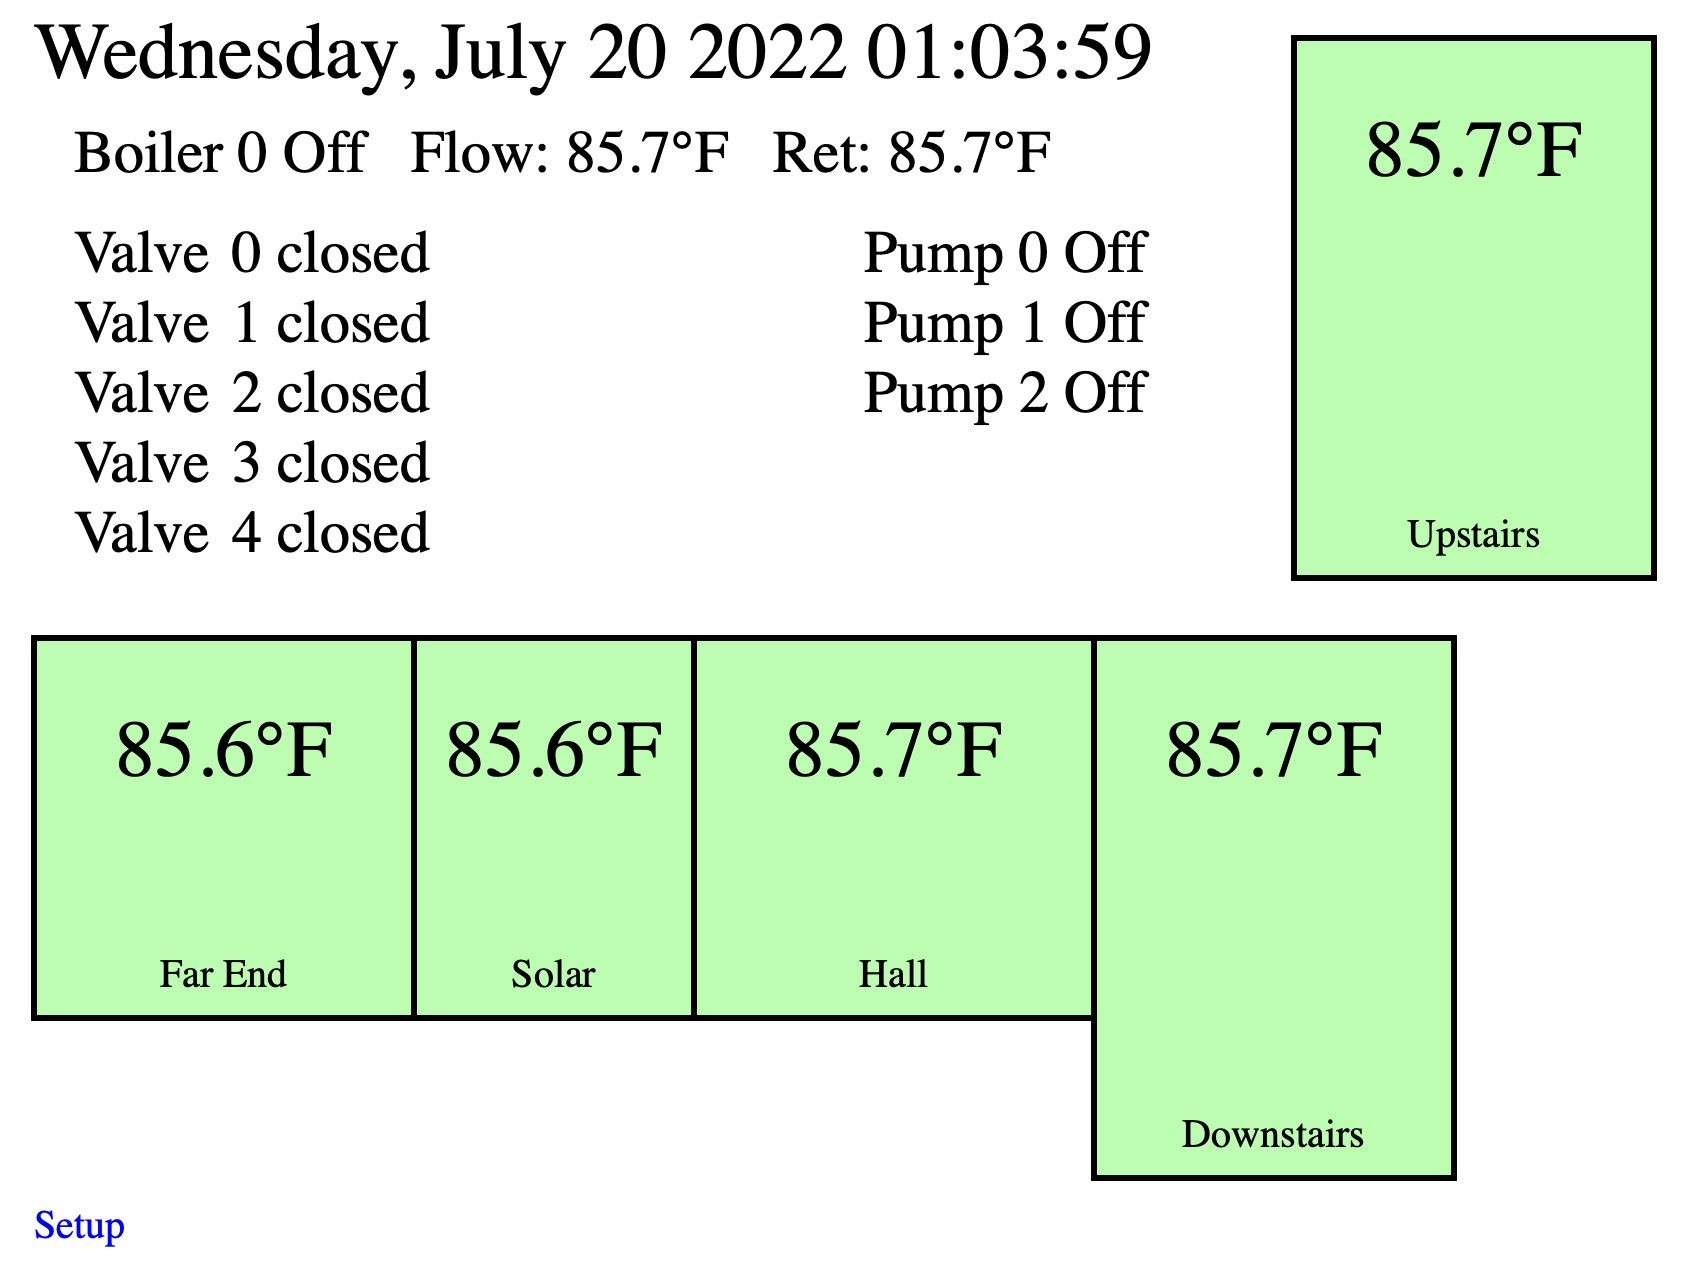 Wednesday, July 20 2022 01:03:59
Boiler 0 Off Flow: 85.7°F Ret: 85.7°F
Valve 0 closed
Valve 1 closed
Valve 2 closed
Valve 3 closed
Valve 4 closed
Pump 0 Off
Pump 1 Off
Pump 2 Off
85.7°F
Upstairs
85.6°F
Far End
85.6°F
Solar
85.7°F
Hall
85.7°F
Downstairs
Setup